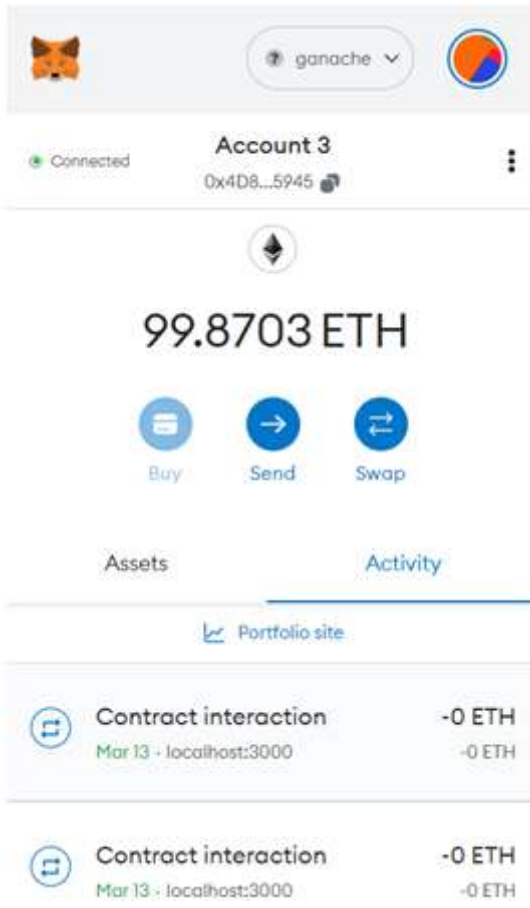 ganache
Connected
Account 3
0x4D8...5945
99.8703 ETH
Buy
Send
Swap
Assets
Activity
Portfolio site
Contract interaction
-0 ETH
Mar 13 · localhost:3000
-0 ETH
Contract interaction
-0 ETH
Mar 13 · localhost:3000
-0 ETH